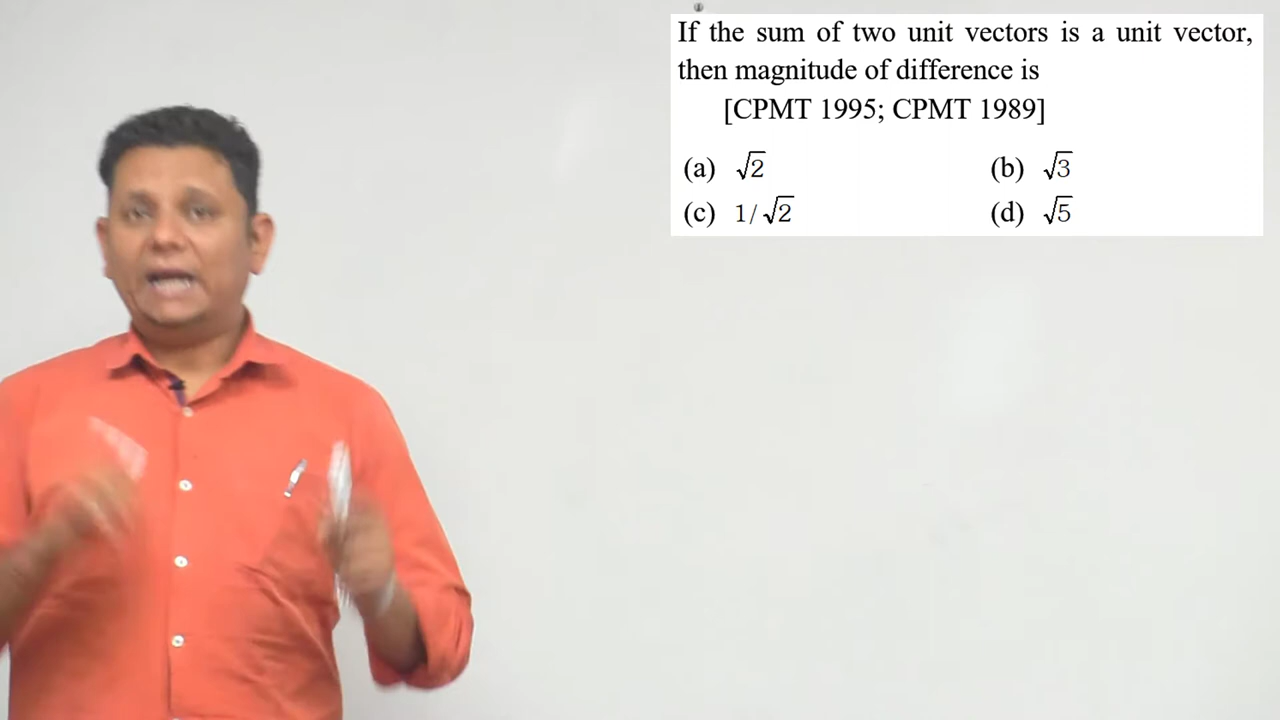 If the sum of two unit vectors is a unit vector,
then magnitude of difference is
[CPMT 1995; CPMT 1989]
(a) √2 (b) √3
(c) 1/√2 (d) √5